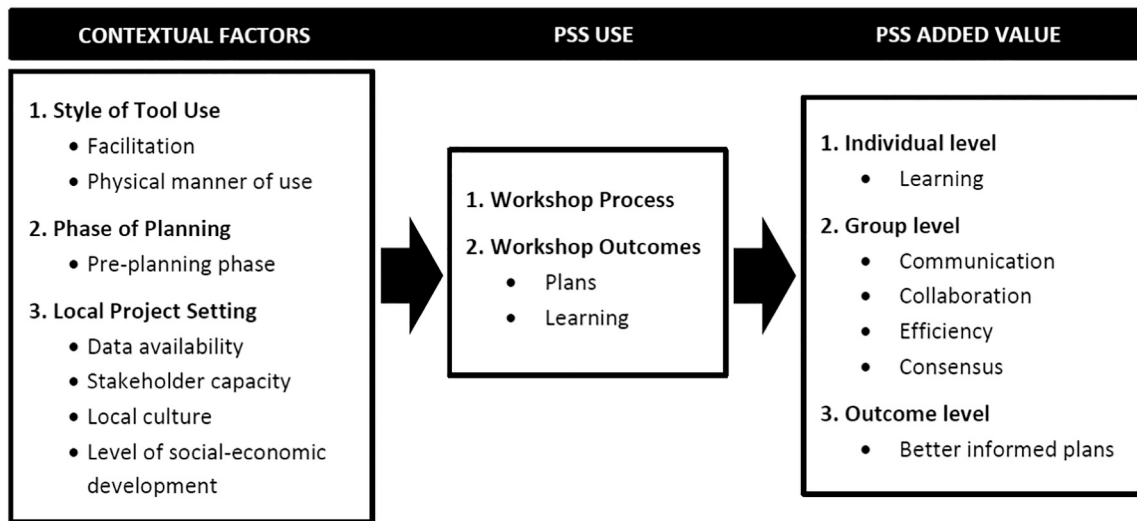 CONTEXTUAL FACTORS
1. Style of Tool Use
• Facilitation
• Physical manner of use
2. Phase of Planning
• Pre-planning phase
3. Local Project Setting
• Data availability
• Stakeholder capacity
• Local culture
• Level of social-economic
development
PSS USE
1. Workshop Process
2. Workshop Outcomes
• Plans
• Learning
PSS ADDED VALUE
1. Individual level
• Learning
2. Group level
• Communication
• Collaboration
• Efficiency
• Consensus
3. Outcome level
• Better informed plans